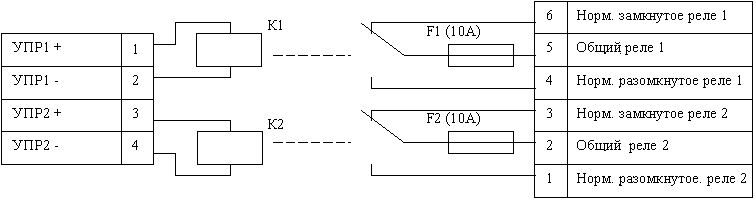 K1
6 Норм. замкнутое реле 1
F1 (10А)
УПР1 + 1
5 Общий реле 1
УПР1 - 2
4 Норм. разомкнутое реле 1
УПР2 + 3
3 Норм. замкнутое реле 2
K2
F2 (10А)
УПР2 - 4
2 Общий реле 2
1 Норм. разомкнутое. реле 2